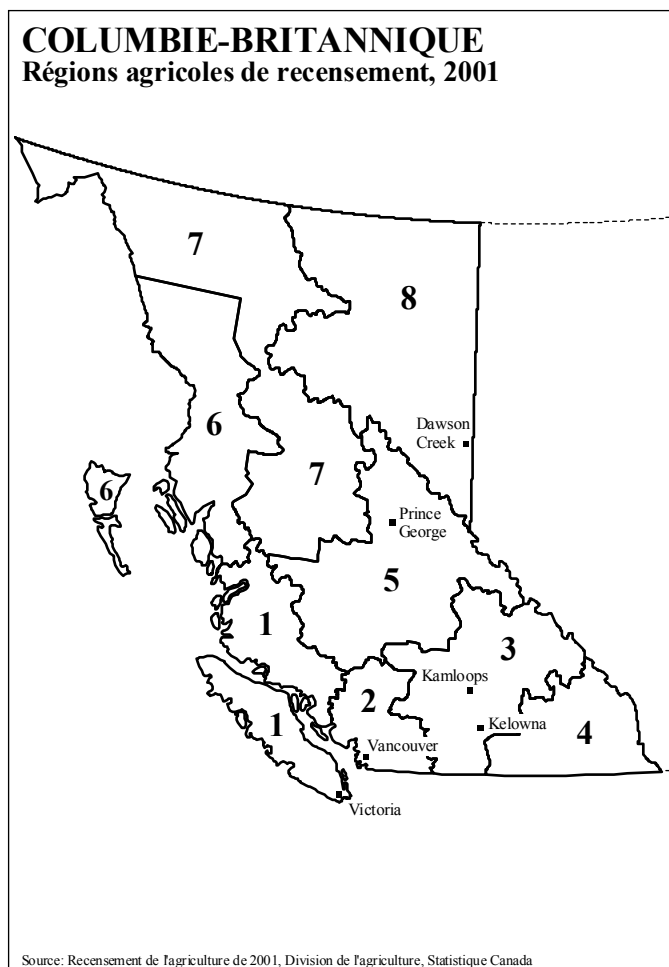 COLUMBIE-BRITANNIQUE
Régions agricoles de recensement, 2001
7
8
6
Dawson
Creek
6
7
Prince
George
5
1
3
Kamloops
2
1
Kelowna
4
Vancouver
Victoria
Source: Recensement de l'agriculture de 2001, Division de l'agriculture, Statistique Canada